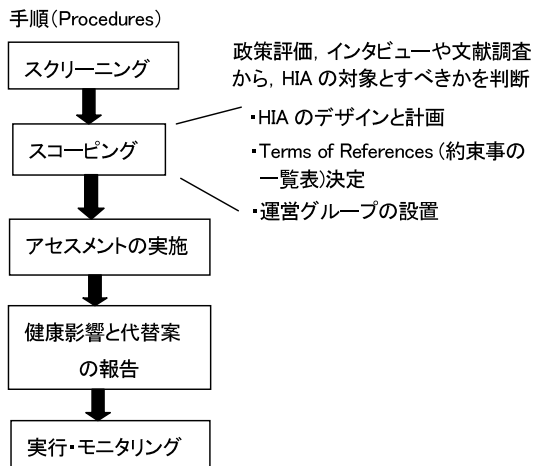 手順(Procedures)
スクリーニング
政策評価, インタビューや文献調査
から, HIA の対象とすべきかを判断
スコーピング
・HIA のデザインと計画
・Terms of References (約束事の
一覧表)決定
・運営グループの設置
アセスメントの実施
健康影響と代替案
の報告
実行・モニタリング